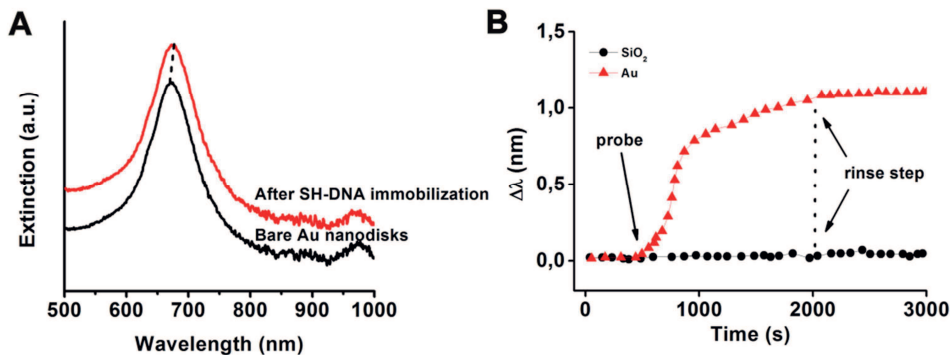 A
Extinction (a.u.)
After SH-DNA immobilization
Bare Au nanodisks
500 600 700 800 900 1000
Wavelength (nm)
B
1,5
1,0
0,5
0,0
Δλ (nm)
SiO₂
Au
probe
rinse step
0 1000 2000 3000
Time (s)